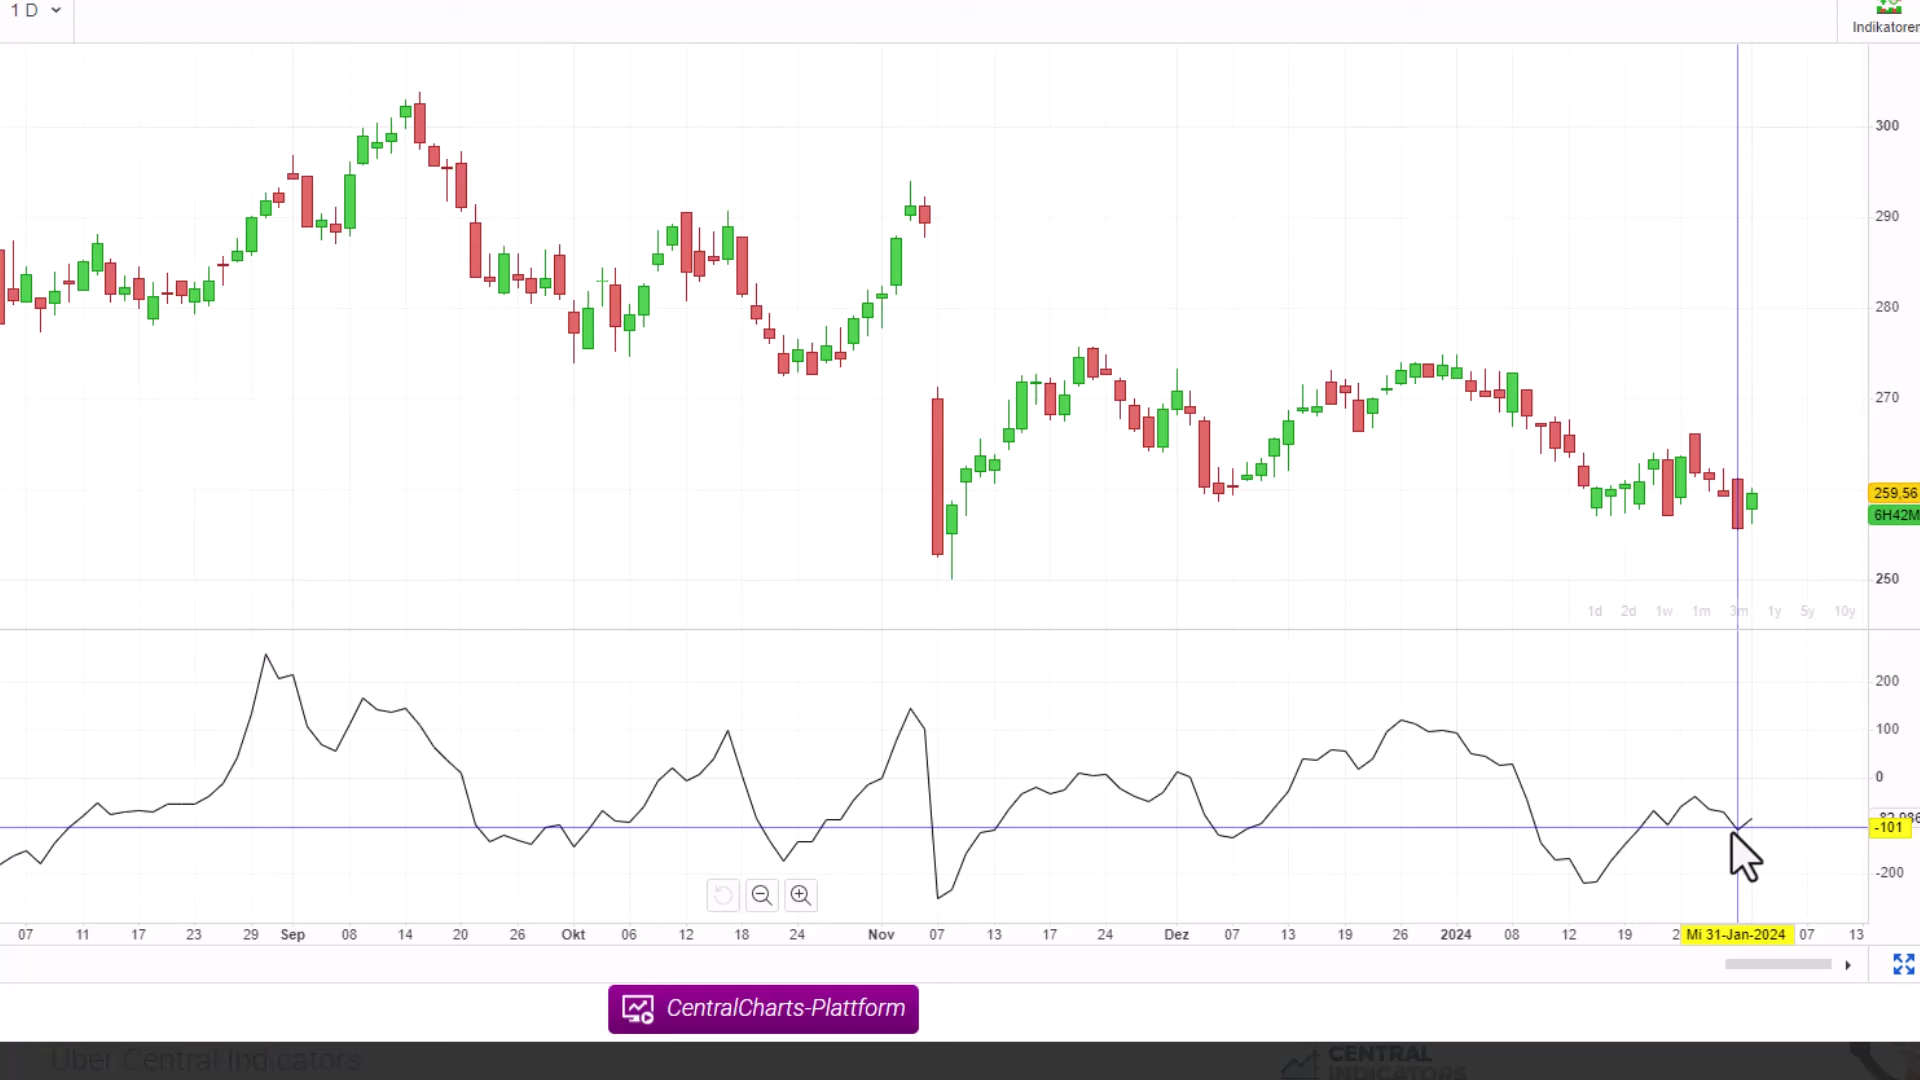 1 D
Indikatoren
300
290
280
270
259,56
6H42M
250
1d 2d 1w 1m 3m 1y 5y 10y
200
100
0
-101
-200
07 11 17 23 29 Sep 08 14 20 26 Okt 06 12 18 24 Nov 07 13 17 24 Dez 07 13 19 26 2024 08 12 19 Mi 31-Jan-2024 07 13
CentralCharts-Plattform
Über Central Indicators
CENTRAL
INDICATORS